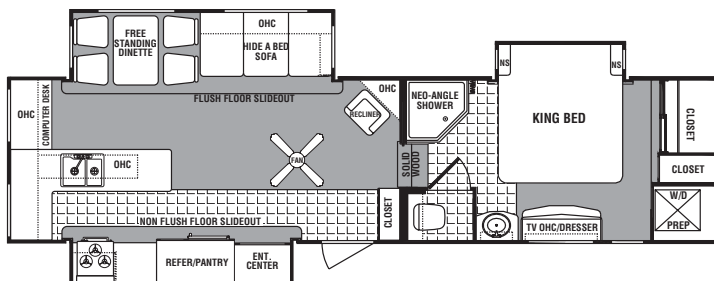 FREE
STANDING
DINETTE
OHC
HIDE A BED
SOFA
FLUSH FLOOR SLIDEOUT
OHC
COMPUTER DESK
OHC
RECLINER
OHC
NEO-ANGLE
SHOWER
NS
NS
KING BED
CLOSET
CLOSET
FAN
SOLID
WOOD
CLOSET
W/D
PREP
NON FLUSH FLOOR SLIDEOUT
TV OHC/DRESSER
REFER/PANTRY
ENT.
CENTER